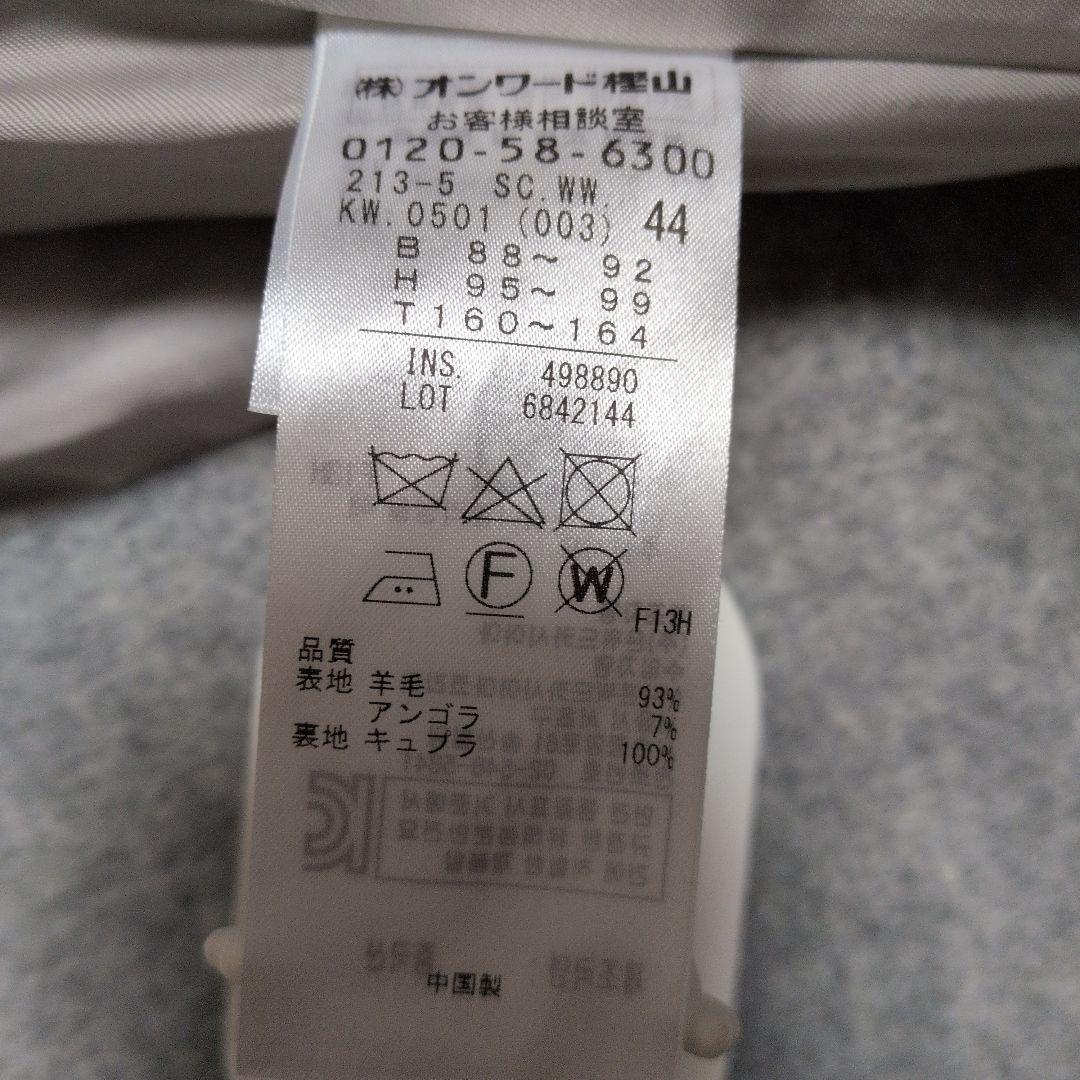 ㈱オンワード樫山
お客様相談室
0120-58-6300
213-5 SC.WW.
KW.0501 (003) 44
B 88～ 92
H 95～ 99
T 160～164
INS. 498890
LOT 6842144
F
W
F13H
品質
表地 羊毛 93%
アンゴラ 7%
裏地 キュプラ 100%
中国製